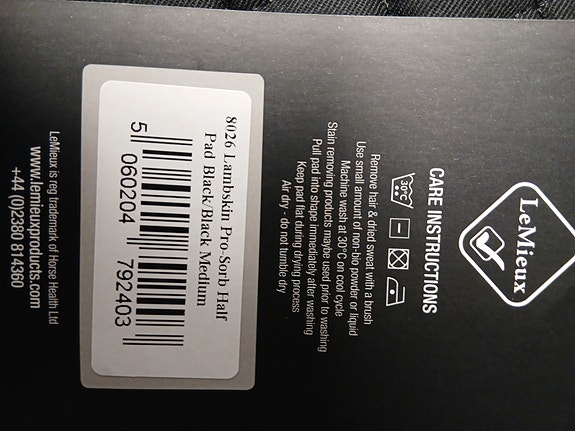 LeMieux
CARE INSTRUCTIONS
30°C
Remove hair & dried sweat with a brush
Use small amount of non-bio powder or liquid
Machine wash at 30°C on cool cycle
Stain removing products maybe used prior to washing
Pull pad into shape immediately after washing
Keep pad flat during drying process
Air dry - do not tumble dry
8026 Lambskin Pro-Sorb Half
Pad Black/Black Medium
5 060204 792403
LeMieux is reg trademark of Horse Health Ltd
www.lemieuxproducts.com
+44 (0)2380 814360